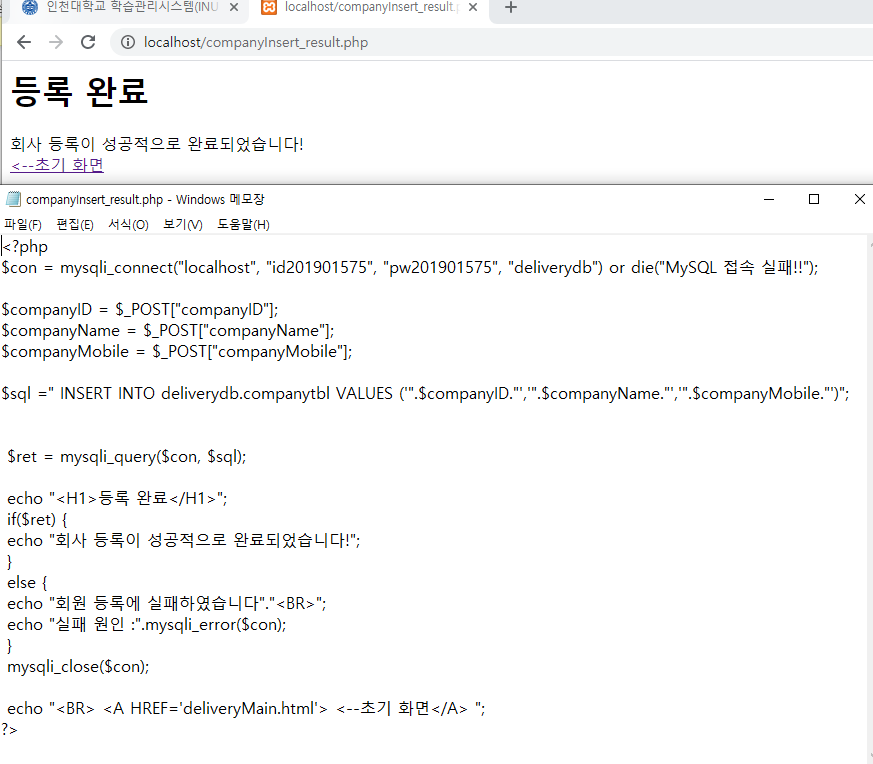 인천대학교 학습관리시스템(INU
localhost/companyInsert_result.p
localhost/companyInsert_result.php
등록 완료
회사 등록이 성공적으로 완료되었습니다!
<--초기 화면
companyInsert_result.php - Windows 메모장
파일(F) 편집(E) 서식(O) 보기(V) 도움말(H)
<?php
$con = mysqli_connect("localhost", "id201901575", "pw201901575", "deliverydb") or die("MySQL 접속 실패!!");
$companyID = $_POST["companyID"];
$companyName = $_POST["companyName"];
$companyMobile = $_POST["companyMobile"];
$sql =" INSERT INTO deliverydb.companytbl VALUES ('".$companyID."','".$companyName."','".$companyMobile."')";
$ret = mysqli_query($con, $sql);
echo "<H1>등록 완료</H1>";
if($ret) {
echo "회사 등록이 성공적으로 완료되었습니다!";
}
else {
echo "회원 등록에 실패하였습니다"."<BR>";
echo "실패 원인 :".mysqli_error($con);
}
mysqli_close($con);
echo "<BR> <A HREF='deliveryMain.html'> <--초기 화면</A> ";
?>